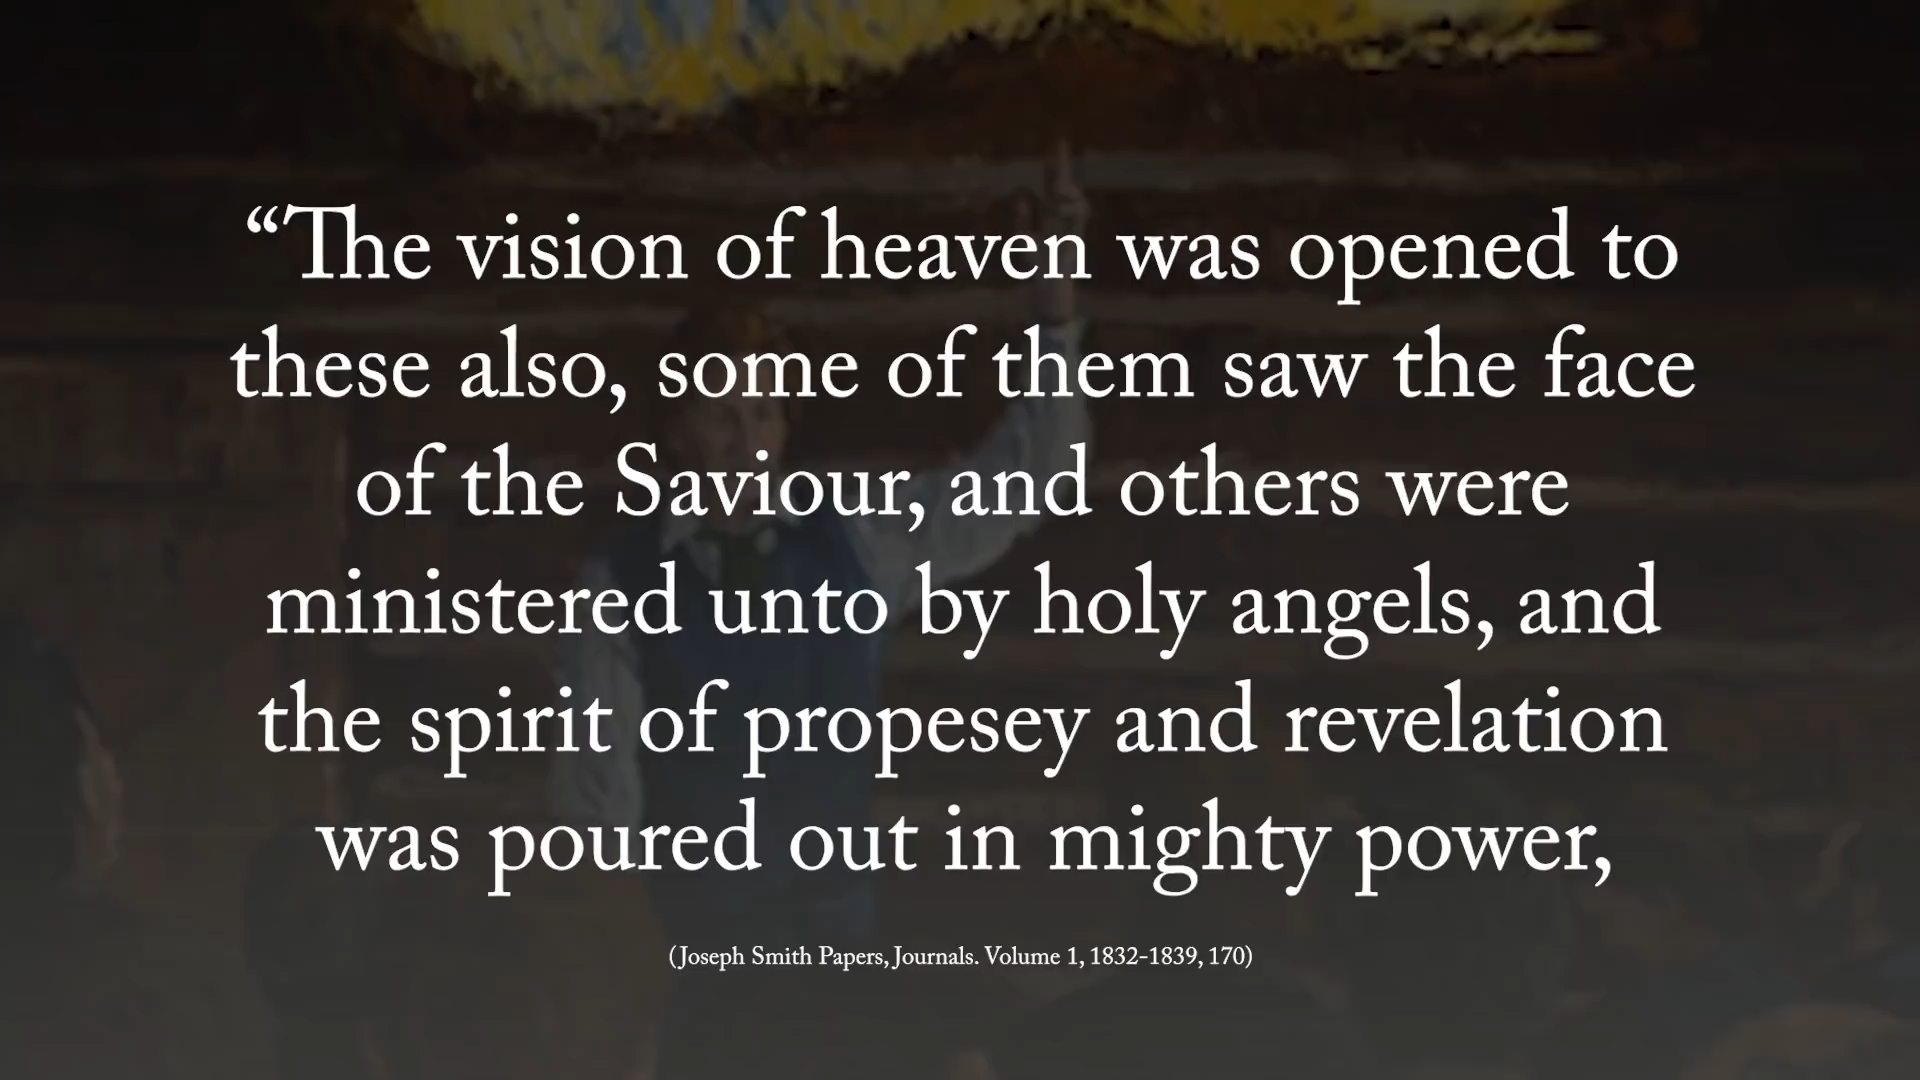 “The vision of heaven was opened to
these also, some of them saw the face
of the Saviour, and others were
ministered unto by holy angels, and
the spirit of propesey and revelation
was poured out in mighty power,
(Joseph Smith Papers, Journals. Volume 1, 1832-1839, 170)